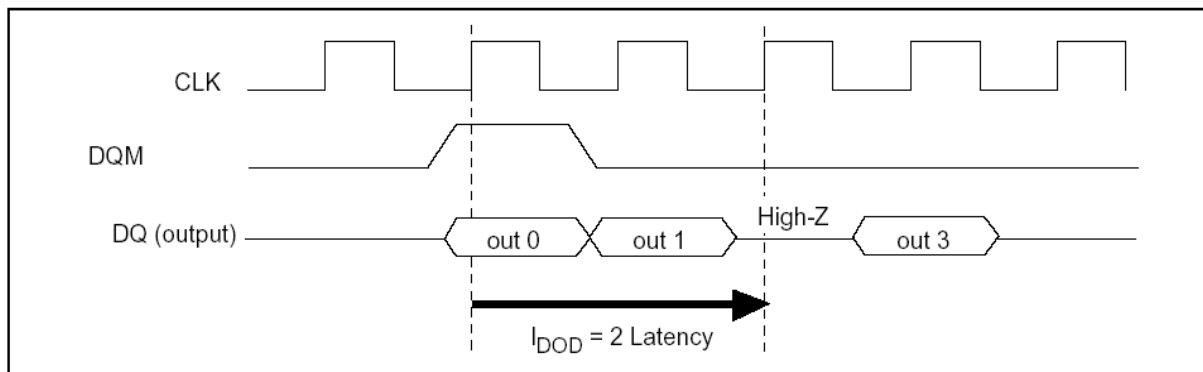 CLK
DQM
High-Z
DQ (output)
out 0
out 1
out 3
IDOD = 2 Latency